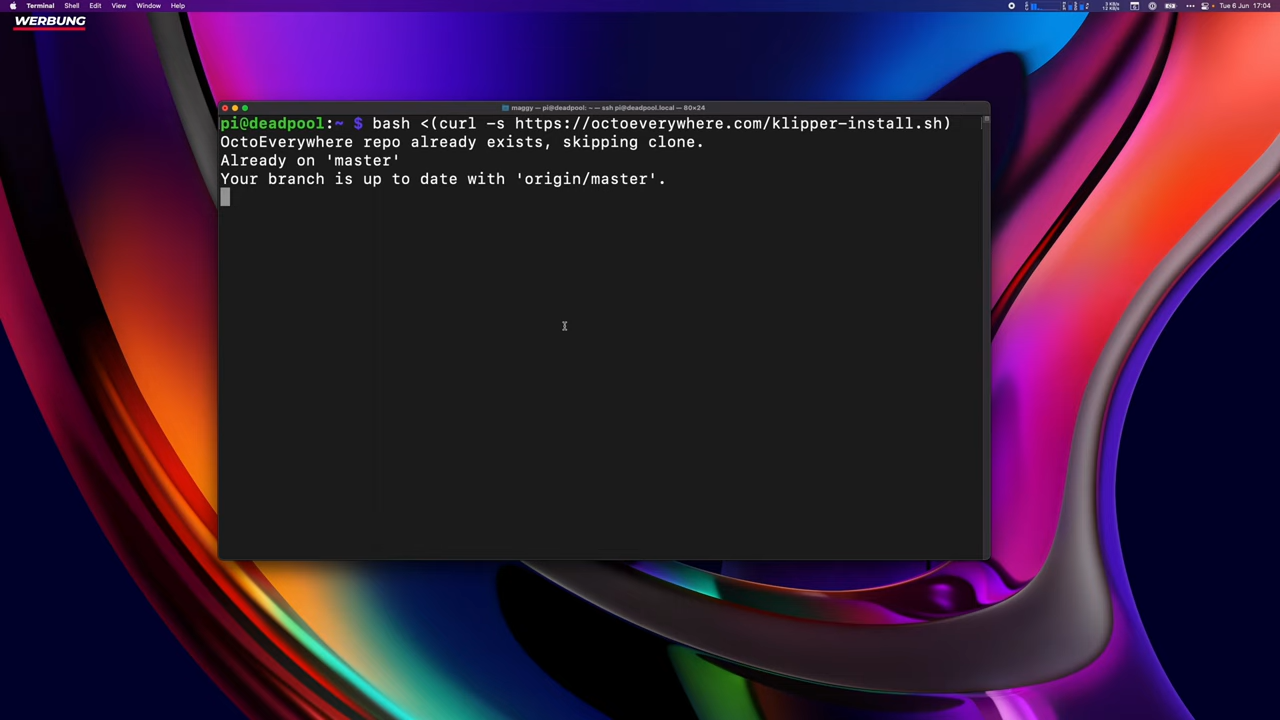 Terminal Shell Edit View Window Help
Tue 6 Jun 17:04
WERBUNG
maggy — pi@deadpool: ~ — ssh pi@deadpool.local — 80×24
pi@deadpool:~ $ bash <(curl -s https://octoeverywhere.com/klipper-install.sh)
OctoEverywhere repo already exists, skipping clone.
Already on 'master'
Your branch is up to date with 'origin/master'.